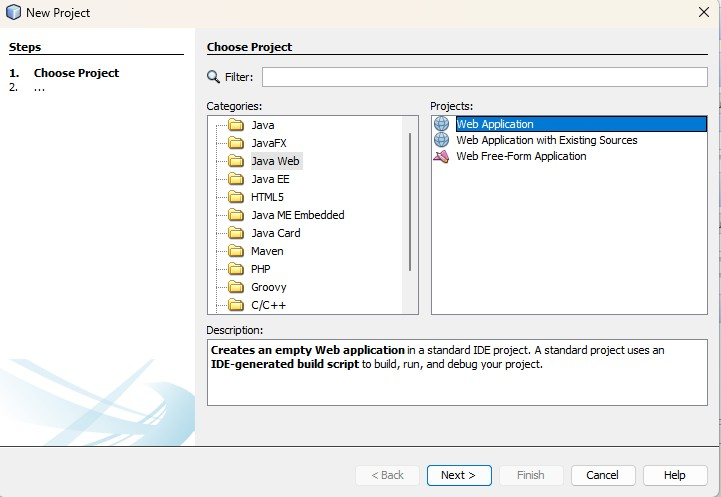 New Project
Steps
1. Choose Project
2. ...
Choose Project
Filter:
Categories:
Java
JavaFX
Java Web
Java EE
HTML5
Java ME Embedded
Java Card
Maven
PHP
Groovy
C/C++
Projects:
Web Application
Web Application with Existing Sources
Web Free-Form Application
Description:
Creates an empty Web application in a standard IDE project. A standard project uses an
IDE-generated build script to build, run, and debug your project.
< Back
Next >
Finish
Cancel
Help